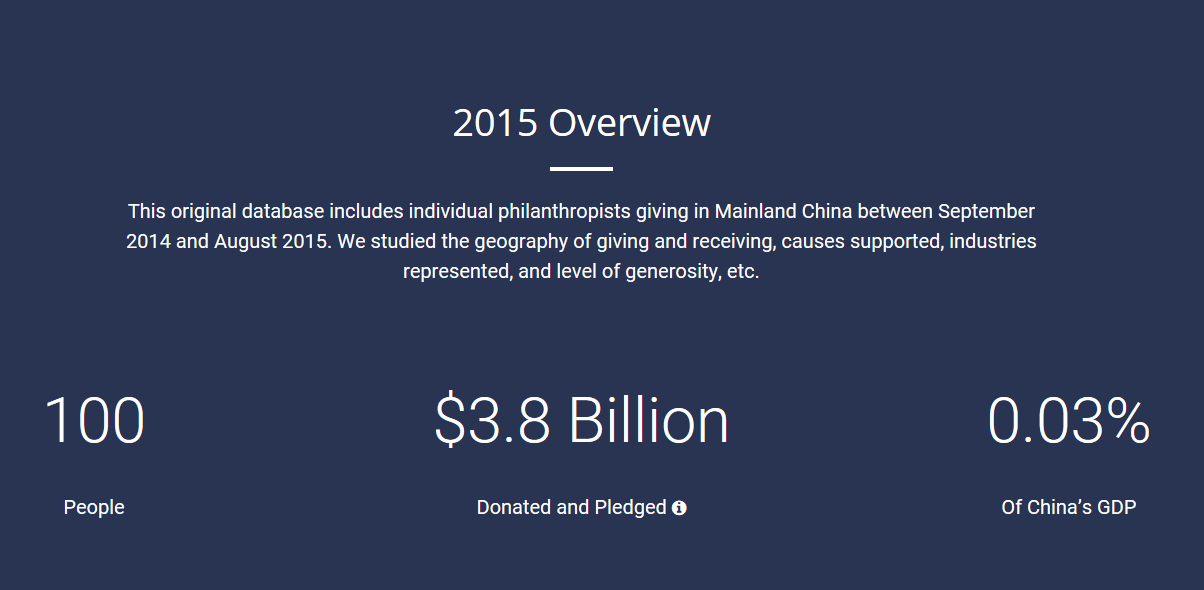 2015 Overview
This original database includes individual philanthropists giving in Mainland China between September
2014 and August 2015. We studied the geography of giving and receiving, causes supported, industries
represented, and level of generosity, etc.
100
$3.8 Billion
0.03%
People
Donated and Pledged
Of China’s GDP